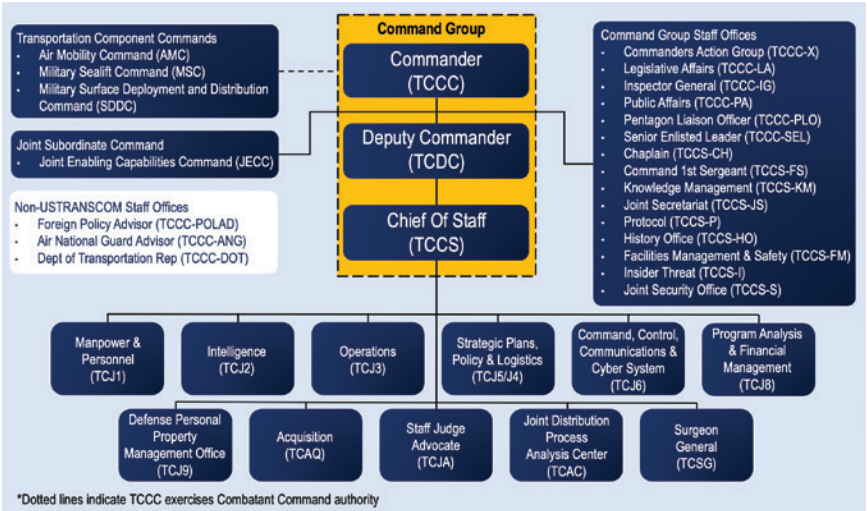 Transportation Component Commands
• Air Mobility Command (AMC)
• Military Sealift Command (MSC)
• Military Surface Deployment and Distribution
Command (SDDC)
Joint Subordinate Command
• Joint Enabling Capabilities Command (JECC)
Non-USTRANSCOM Staff Offices
• Foreign Policy Advisor (TCCC-POLAD)
• Air National Guard Advisor (TCCC-ANG)
• Dept of Transportation Rep (TCCC-DOT)
Command Group
Commander
(TCCC)
Deputy Commander
(TCDC)
Chief Of Staff
(TCCS)
Command Group Staff Offices
• Commanders Action Group (TCCC-X)
• Legislative Affairs (TCCC-LA)
• Inspector General (TCCC-IG)
• Public Affairs (TCCC-PA)
• Pentagon Liaison Officer (TCCC-PLO)
• Senior Enlisted Leader (TCCC-SEL)
• Chaplain (TCCS-CH)
• Command 1st Sergeant (TCCS-FS)
• Knowledge Management (TCCS-KM)
• Joint Secretariat (TCCS-JS)
• Protocol (TCCS-P)
• History Office (TCCS-HO)
• Facilities Management & Safety (TCCS-FM)
• Insider Threat (TCCS-I)
• Joint Security Office (TCCS-S)
Manpower &
Personnel
(TCJ1)
Intelligence
(TCJ2)
Operations
(TCJ3)
Strategic Plans,
Policy & Logistics
(TCJ5/J4)
Command, Control,
Communications &
Cyber System
(TCJ6)
Program Analysis
& Financial
Management
(TCJ8)
Defense Personal
Property
Management Office
(TCJ9)
Acquisition
(TCAQ)
Staff Judge
Advocate
(TCJA)
Joint Distribution
Process
Analysis Center
(TCAC)
Surgeon
General
(TCSG)
*Dotted lines indicate TCCC exercises Combatant Command authority